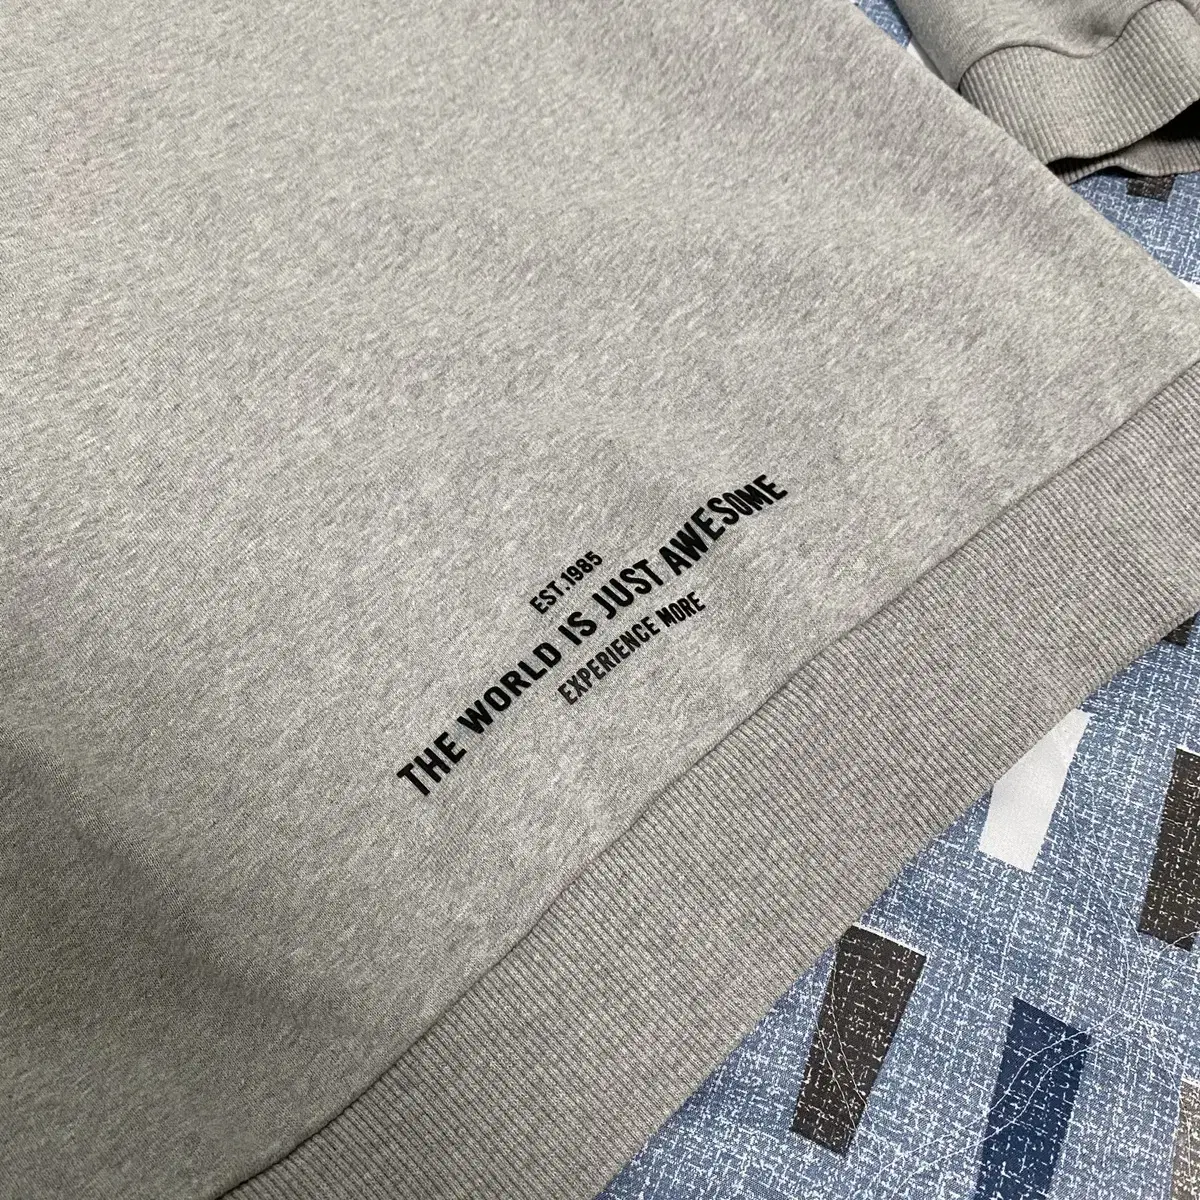 EST.1985
THE WORLD IS JUST AWESOME
EXPERIENCE MORE